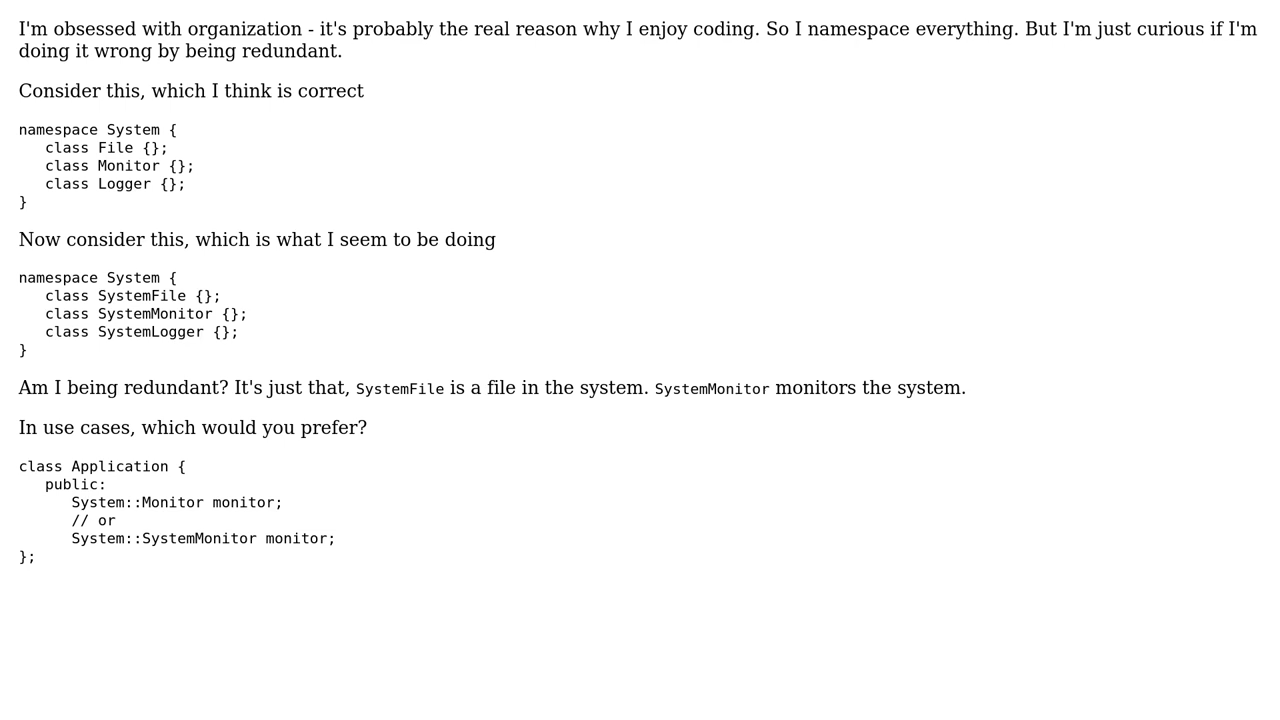 I'm obsessed with organization - it's probably the real reason why I enjoy coding. So I namespace everything. But I'm just curious if I'm
doing it wrong by being redundant.
Consider this, which I think is correct
namespace System {
   class File {};
   class Monitor {};
   class Logger {};
}
Now consider this, which is what I seem to be doing
namespace System {
   class SystemFile {};
   class SystemMonitor {};
   class SystemLogger {};
}
Am I being redundant? It's just that, SystemFile is a file in the system. SystemMonitor monitors the system.
In use cases, which would you prefer?
class Application {
   public:
      System::Monitor monitor;
      // or
      System::SystemMonitor monitor;
};